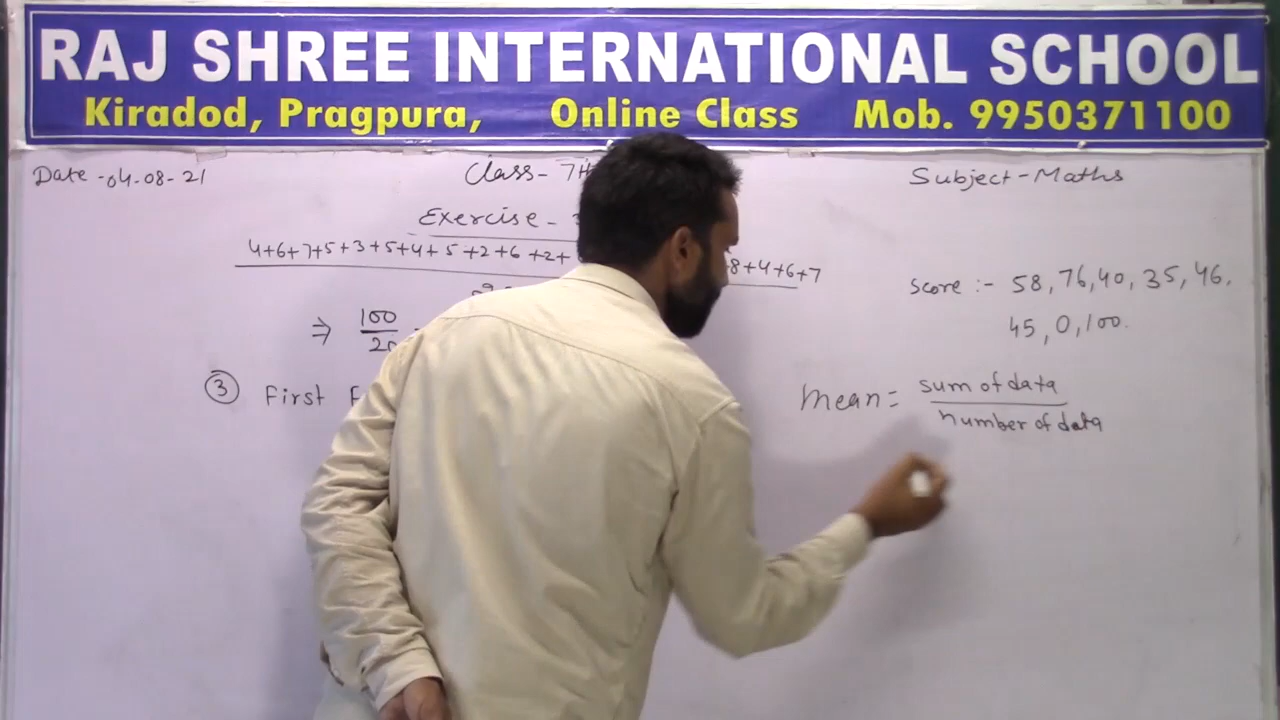 RAJ SHREE INTERNATIONAL SCHOOL
Kiradod, Pragpura, Online Class Mob. 9950371100
Date -04-08-21 Class- 7 Subject-Maths
Exercise -
4+6+7+5+3+5+4+5+2+6+2+ 8+4+6+7
⇒ 100
Score :- 58, 76, 40, 35, 46,
45, 0, 100.
③ First
Mean = sum of data
number of data